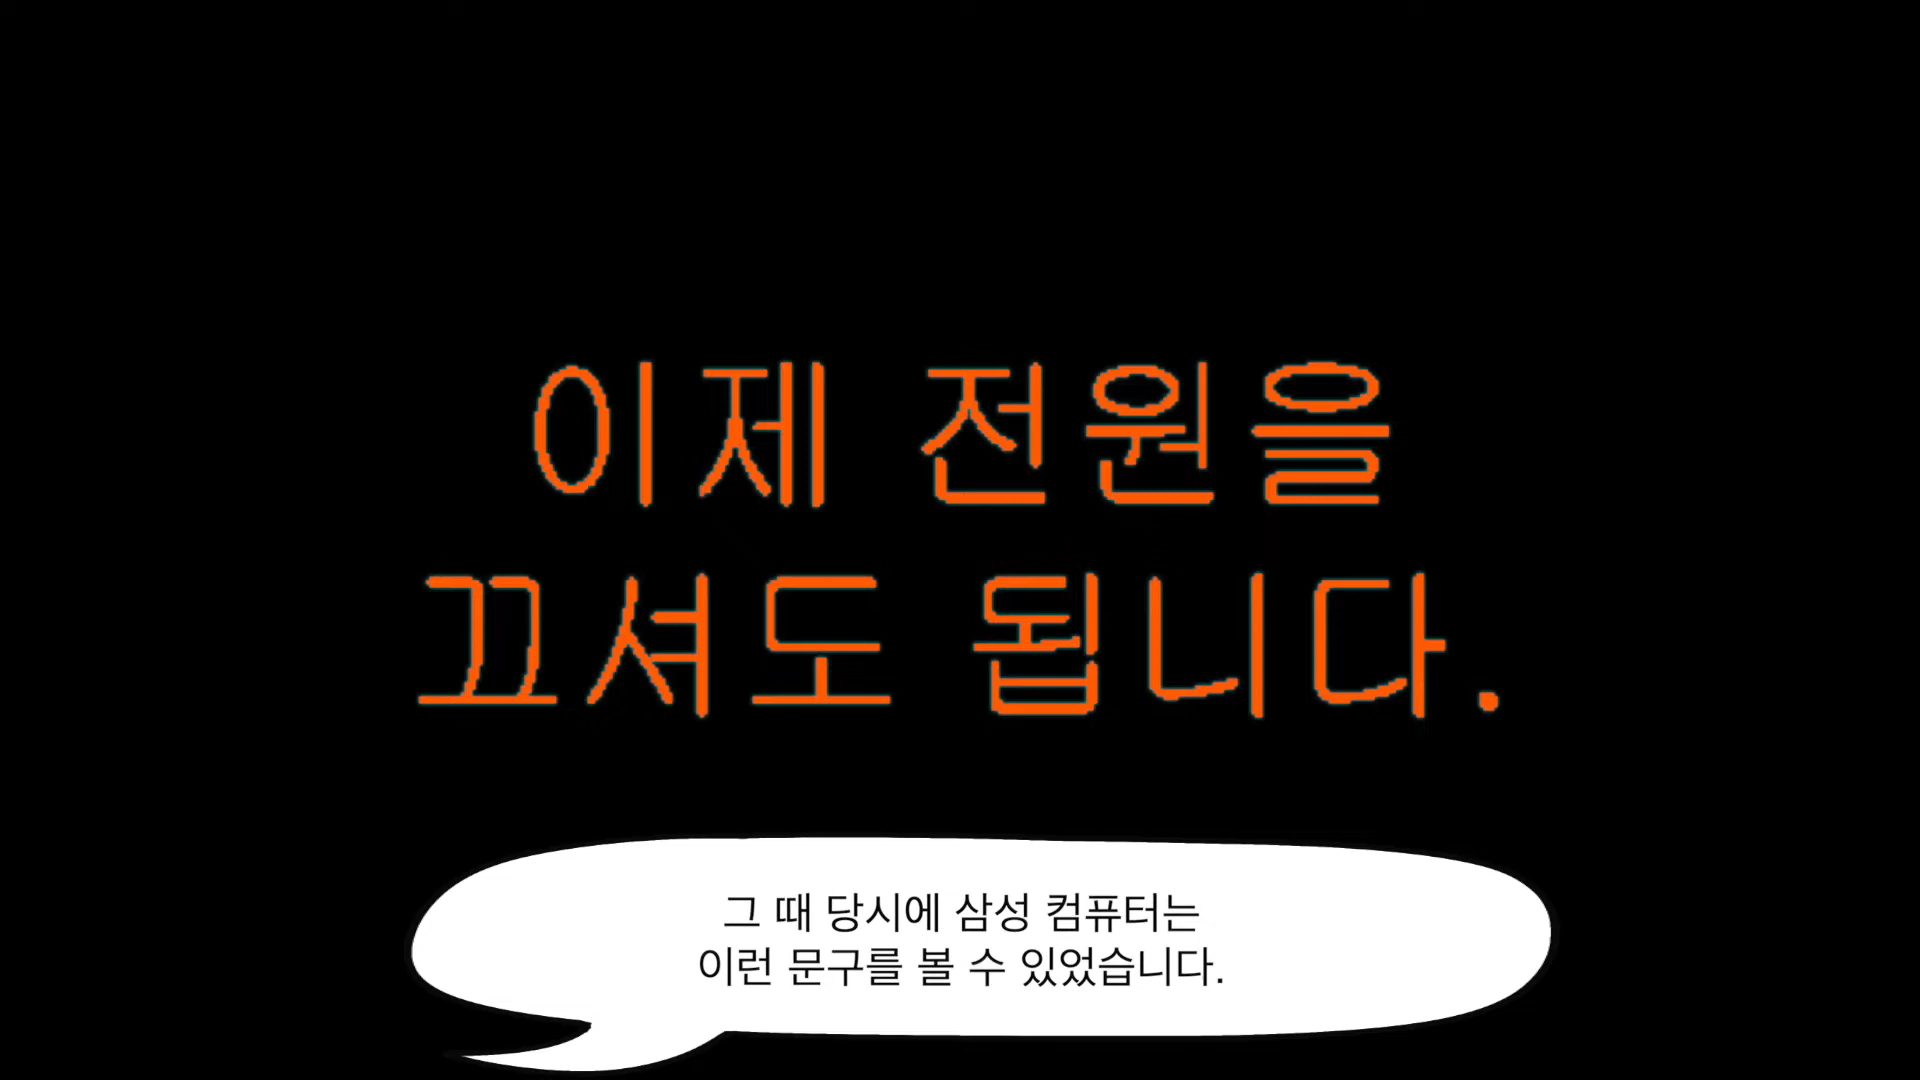 이제 전원을
끄셔도 됩니다.
그 때 당시에 삼성 컴퓨터는
이런 문구를 볼 수 있었습니다.